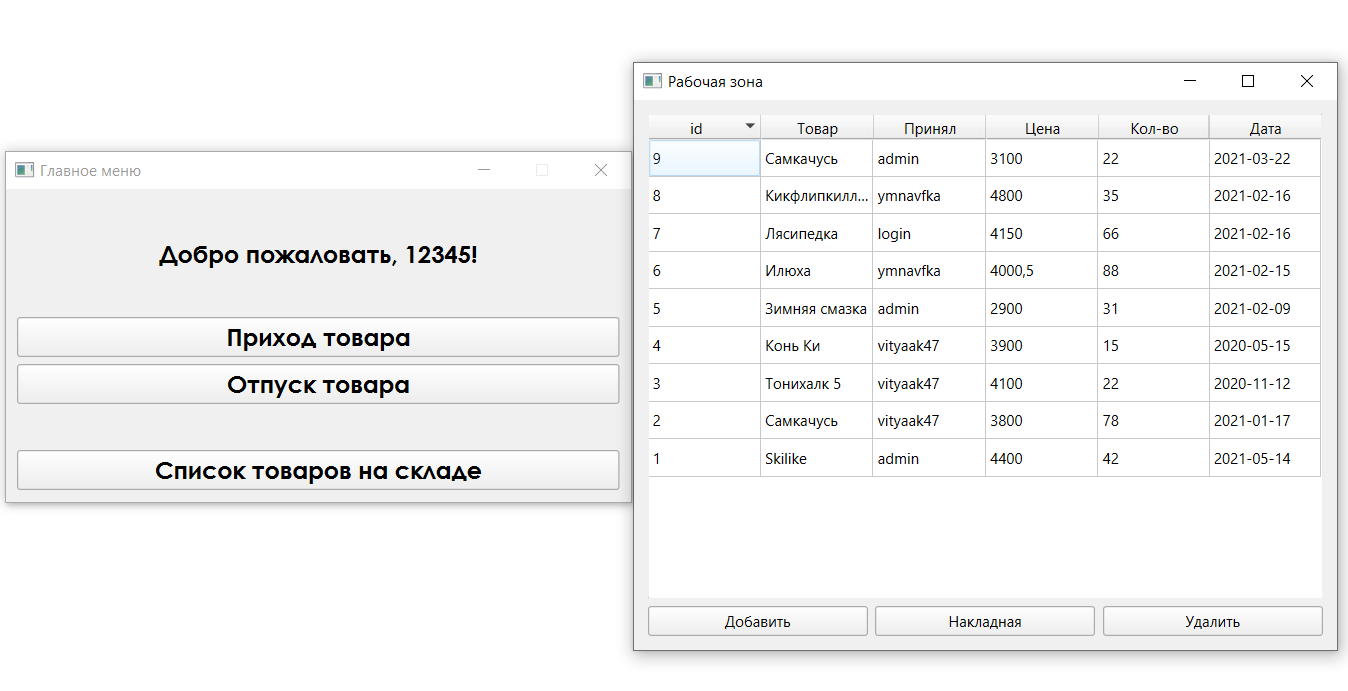 Главное меню
Добро пожаловать, 12345!
Приход товара
Отпуск товара
Список товаров на складе
Рабочая зона
id Товар Принял Цена Кол-во Дата
9 Самкачусь admin 3100 22 2021-03-22
8 Кикфлипкилл... ymnavfka 4800 35 2021-02-16
7 Лясипедка login 4150 66 2021-02-16
6 Илюха ymnavfka 4000,5 88 2021-02-15
5 Зимняя смазка admin 2900 31 2021-02-09
4 Конь Ки vityaak47 3900 15 2020-05-15
3 Тонихалк 5 vityaak47 4100 22 2020-11-12
2 Самкачусь vityaak47 3800 78 2021-01-17
1 Skilike admin 4400 42 2021-05-14
Добавить Накладная Удалить